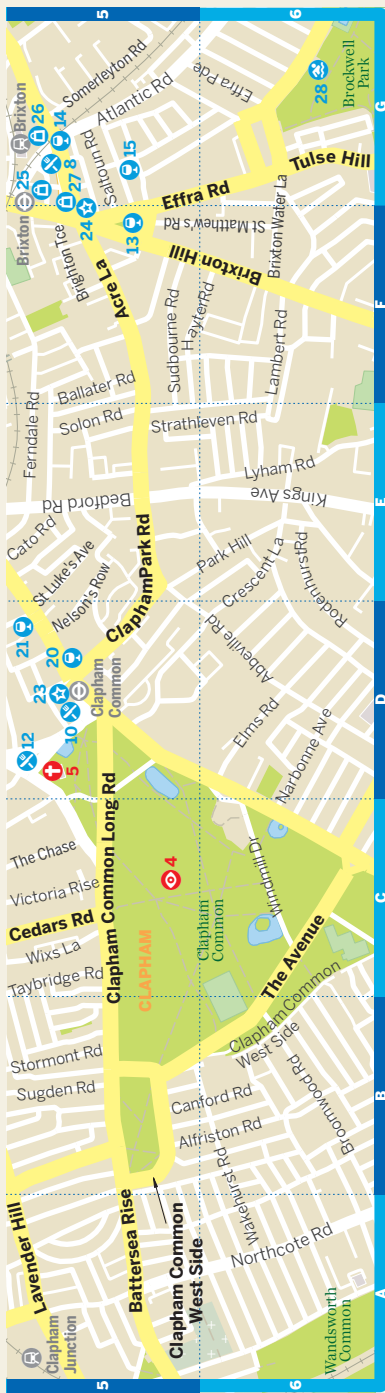 5
6
A
B
C
D
E
F
G
5
6
Lavender Hill
Clapham
Junction
Battersea Rise
Clapham Common
West Side
Northcote Rd
Wandsworth
Common
Wakehurst Rd
Alfriston Rd
Canford Rd
Broomwood Rd
Clapham Common
West Side
Sugden Rd
Stormont Rd
Taybridge Rd
Wixs La
Cedars Rd
Victoria Rise
The Chase
Clapham Common Long Rd
CLAPHAM
4
Clapham
Common
The Avenue
Windmill Dr
12
5
10
23
20
21
Clapham
Common
Narbonne Ave
Elms Rd
Abbeville Rd
Crescent La
Park Hill
Rodenhurst Rd
Nelson's Row
St Luke's Ave
Cato Rd
ClaphamPark Rd
Bedford Rd
Kings Ave
Lyham Rd
Ferndale Rd
Solon Rd
Ballater Rd
Strathleven Rd
Acre La
Sudbourne Rd
HayterRd
Lambert Rd
Brixton Hill
Brixton Water La
St Matthew's Rd
Effra Rd
Tulse Hill
Brighton Tce
Brixton
25
Brixton
26
14
8
27
24
13
15
Saltoun Rd
Somerleyton Rd
Atlantic Rd
Effra Pde
28
Brockwell
Park